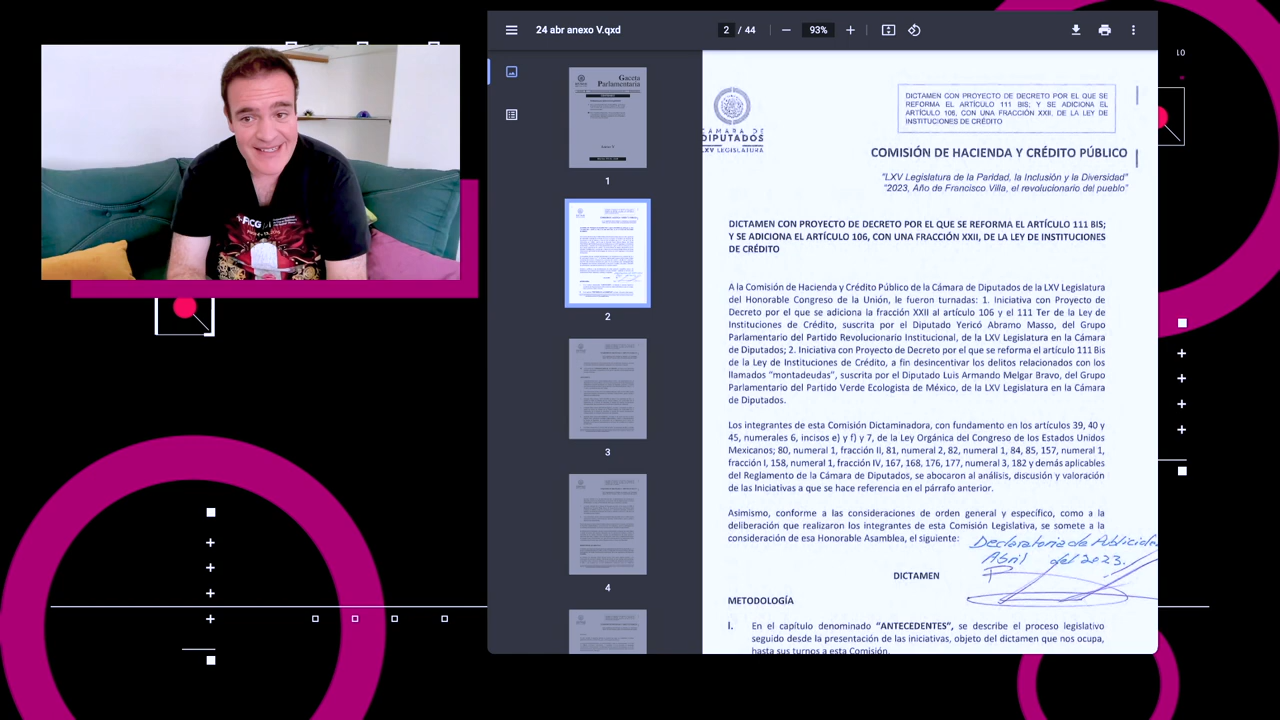 24 abr anexo V.qxd
2 / 44
93%
Gaceta
Parlamentaria
1
2
3
4
CÁMARA DE
DIPUTADOS
LXV LEGISLATURA
DICTAMEN CON PROYECTO DE DECRETO POR EL QUE SE
REFORMA EL ARTÍCULO 111 BIS; Y SE ADICIONA EL
ARTÍCULO 106, CON UNA FRACCIÓN XXII, DE LA LEY DE
INSTITUCIONES DE CRÉDITO
COMISIÓN DE HACIENDA Y CRÉDITO PÚBLICO
"LXV Legislatura de la Paridad, la Inclusión y la Diversidad"
"2023, Año de Francisco Villa, el revolucionario del pueblo"
DICTAMEN CON PROYECTO DE DECRETO POR EL QUE SE REFORMA EL ARTICULO 111 BIS;
Y SE ADICIONA EL ARTÍCULO 106, CON UNA FRACCIÓN XXII, DE LA LEY DE INSTITUCIONES
DE CRÉDITO
A la Comisión de Hacienda y Crédito Público de la Cámara de Diputados de la LXV Legislatura
del Honorable Congreso de la Unión, le fueron turnadas: 1. Iniciativa con Proyecto de
Decreto por el que se adiciona la fracción XXII al artículo 106 y el 111 Ter de la Ley de
Instituciones de Crédito, suscrita por el Diputado Yericó Abramo Masso, del Grupo
Parlamentario del Partido Revolucionario Institucional, de la LXV Legislatura en la Cámara
de Diputados; 2. Iniciativa con Proyecto de Decreto por el que se reforma el artículo 111 Bis
de la Ley de Instituciones de Crédito, a fin desincentivar los delitos relacionados con los
llamados "montadeudas", suscrita por el Diputado Luis Armando Melgar Bravo, del Grupo
Parlamentario del Partido Verde Ecologista de México, de la LXV Legislatura en la Cámara
de Diputados.
Los integrantes de esta Comisión Dictaminadora, con fundamento en los artículos 39, 40 y
45, numerales 6, incisos e) y f) y 7, de la Ley Orgánica del Congreso de los Estados Unidos
Mexicanos; 80, numeral 1, fracción II, 81, numeral 2, 82, numeral 1, 84, 85, 157, numeral 1,
fracción I, 158, numeral 1, fracción IV, 167, 168, 176, 177, numeral 3, 182 y demás aplicables
del Reglamento de la Cámara de Diputados, se abocaron al análisis, discusión y valoración
de las Iniciativas a que se hace referencia en el párrafo anterior.
Asimismo, conforme a las consideraciones de orden general y específico, como a la
deliberación que realizaron los integrantes de esta Comisión Legislativa, se somete a la
consideración de esa Honorable Asamblea, el siguiente:
Declaratoria de Publicidad
Abril del 2023.
DICTAMEN
METODOLOGÍA
I. En el capítulo denominado "ANTECEDENTES", se describe el proceso legislativo
seguido desde la presentación de las iniciativas, objeto del dictamen que nos ocupa,
hasta sus turnos a esta Comisión.